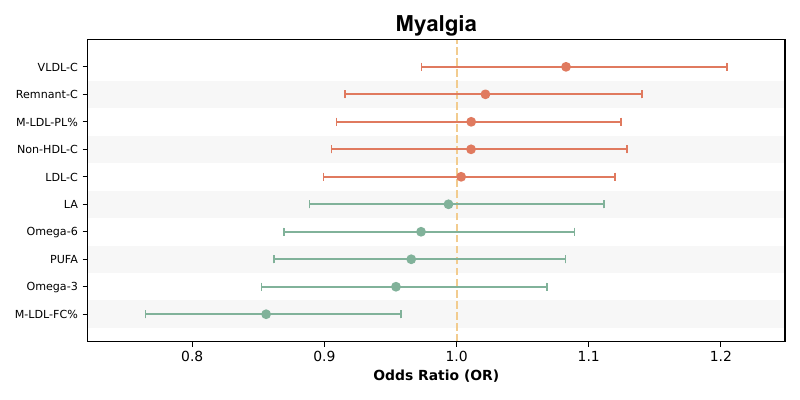 Myalgia
VLDL-C
Remnant-C
M-LDL-PL%
Non-HDL-C
LDL-C
LA
Omega-6
PUFA
Omega-3
M-LDL-FC%
0.8 0.9 1.0 1.1 1.2
Odds Ratio (OR)